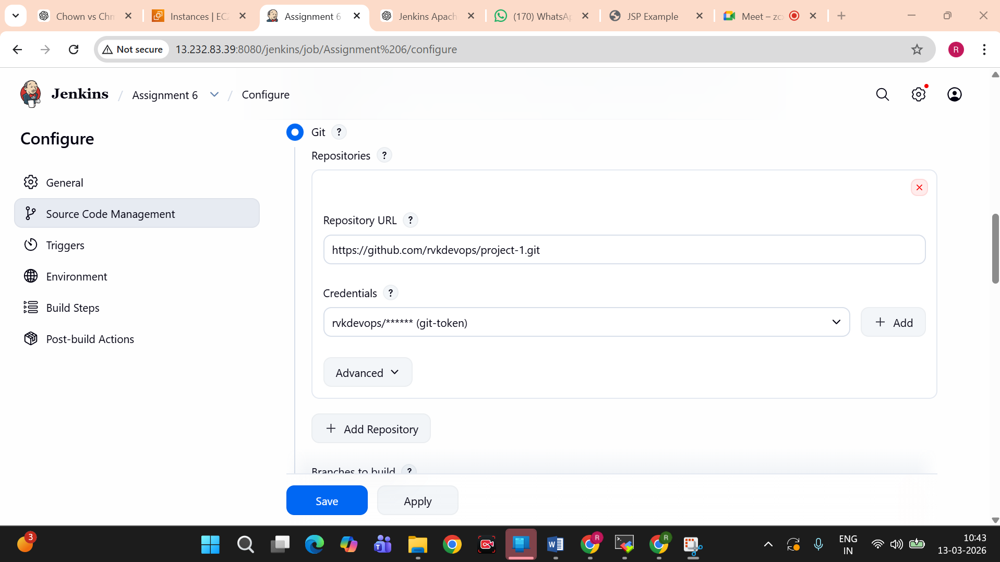 Chown vs Chm
Instances | EC2
Assignment 6
Jenkins Apach
(170) WhatsAp
JSP Example
Meet – zcx
Not secure
13.232.83.39:8080/jenkins/job/Assignment%206/configure
R
Jenkins / Assignment 6 / Configure
Configure
General
Source Code Management
Triggers
Environment
Build Steps
Post-build Actions
Git ?
Repositories ?
Repository URL ?
https://github.com/rvkdevops/project-1.git
Credentials ?
rvkdevops/****** (git-token)
+ Add
Advanced
+ Add Repository
Branches to build ?
Save
Apply
3
R
R
ENG
IN
10:43
13-03-2026